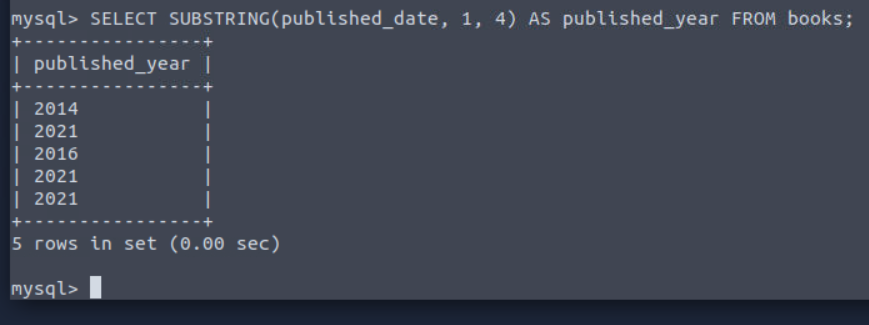 mysql> SELECT SUBSTRING(published_date, 1, 4) AS published_year FROM books;
+----------------+
| published_year |
+----------------+
| 2014           |
| 2021           |
| 2016           |
| 2021           |
| 2021           |
+----------------+
5 rows in set (0.00 sec)
mysql>